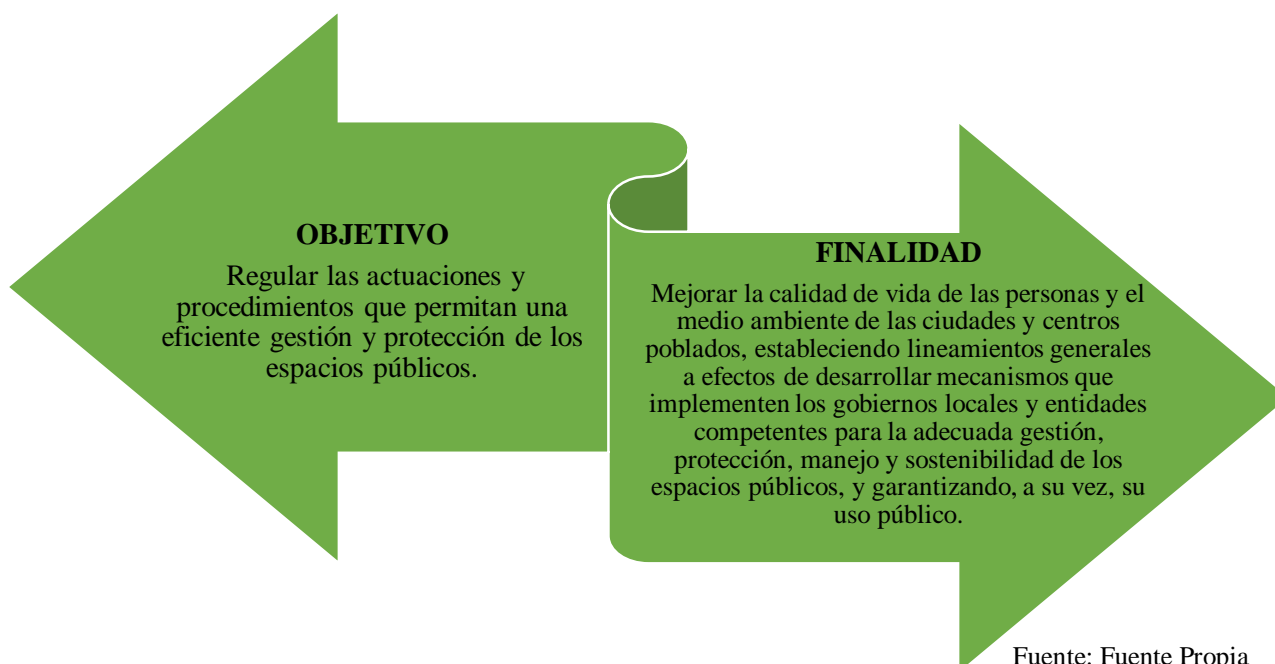 OBJETIVO
Regular las actuaciones y
procedimientos que permitan una
eficiente gestión y protección de los
espacios públicos.
FINALIDAD
Mejorar la calidad de vida de las personas y el
medio ambiente de las ciudades y centros
poblados, estableciendo lineamientos generales
a efectos de desarrollar mecanismos que
implementen los gobiernos locales y entidades
competentes para la adecuada gestión,
protección, manejo y sostenibilidad de los
espacios públicos, y garantizando, a su vez, su
uso público.
Fuente: Fuente Propia